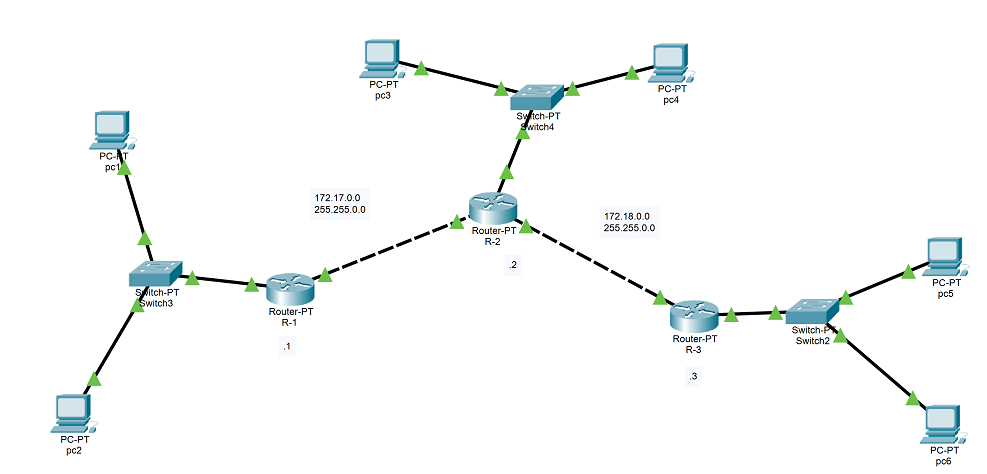 PC-PT
pc3
PC-PT
pc4
Switch-PT
Switch4
PC-PT
pc1
172.17.0.0
255.255.0.0
172.18.0.0
255.255.0.0
Router-PT
R-2
.2
Switch-PT
Switch3
Router-PT
R-1
.1
PC-PT
pc5
Router-PT
R-3
.3
Switch-PT
Switch2
PC-PT
pc2
PC-PT
pc6